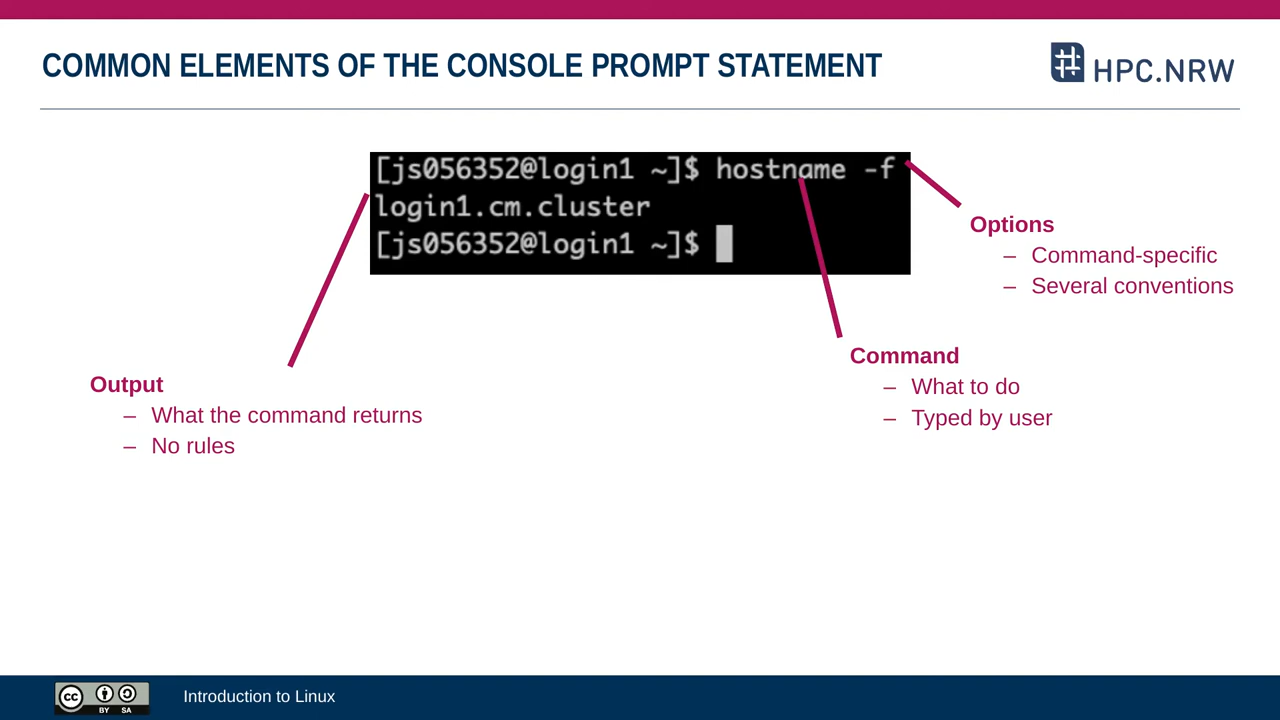 COMMON ELEMENTS OF THE CONSOLE PROMPT STATEMENT
HPC.NRW
[js056352@login1 ~]$ hostname -f
login1.cm.cluster
[js056352@login1 ~]$
Options
– Command-specific
– Several conventions
Command
– What to do
– Typed by user
Output
– What the command returns
– No rules
cc BY SA
Introduction to Linux